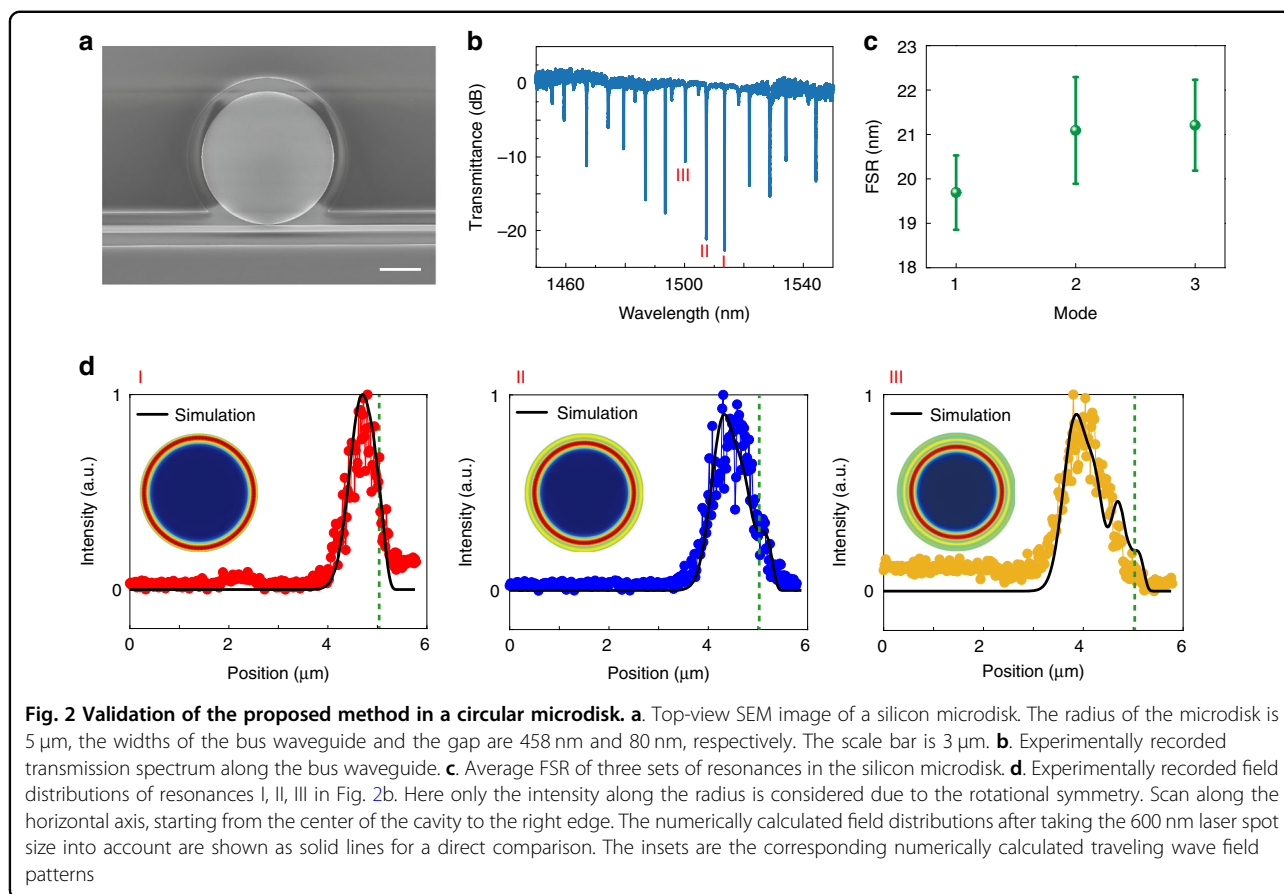 a
b
0
−10
−20
Transmittance (dB)
III
II
I
1460
1500
1540
Wavelength (nm)
c
23
22
21
20
19
18
FSR (nm)
1
2
3
Mode
d
I
1
Simulation
0
Intensity (a.u.)
0
2
4
6
Position (μm)
II
1
Simulation
0
Intensity (a.u.)
0
2
4
6
Position (μm)
III
1
Simulation
0
Intensity (a.u.)
0
2
4
6
Position (μm)
Fig. 2 Validation of the proposed method in a circular microdisk. a. Top-view SEM image of a silicon microdisk. The radius of the microdisk is
5 μm, the widths of the bus waveguide and the gap are 458 nm and 80 nm, respectively. The scale bar is 3 μm. b. Experimentally recorded
transmission spectrum along the bus waveguide. c. Average FSR of three sets of resonances in the silicon microdisk. d. Experimentally recorded field
distributions of resonances I, II, III in Fig. 2b. Here only the intensity along the radius is considered due to the rotational symmetry. Scan along the
horizontal axis, starting from the center of the cavity to the right edge. The numerically calculated field distributions after taking the 600 nm laser spot
size into account are shown as solid lines for a direct comparison. The insets are the corresponding numerically calculated traveling wave field
patterns